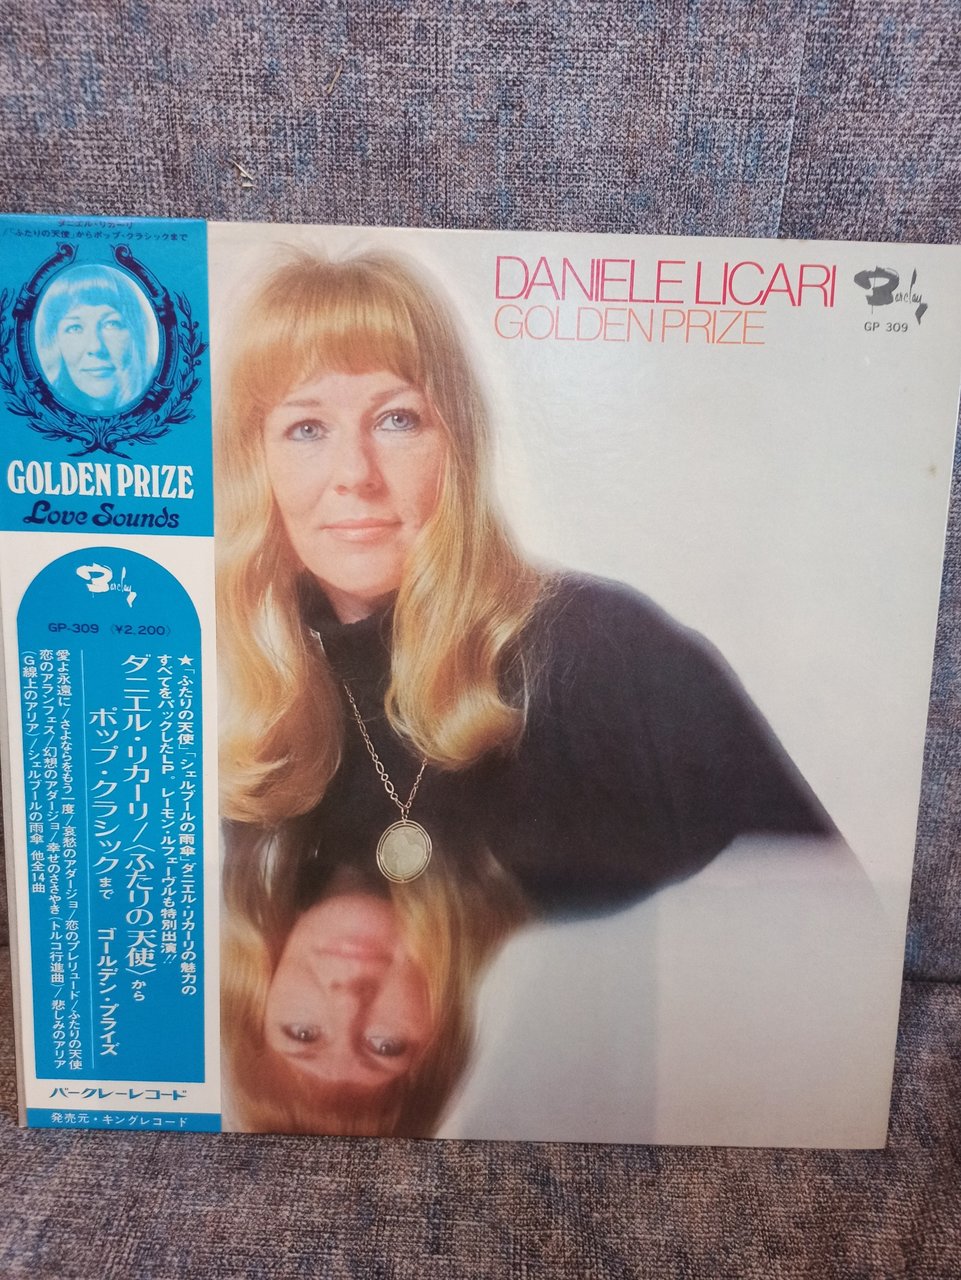 ダニエル・リカーリ
/「ふたりの天使」からポップ・クラシックまで
GOLDEN PRIZE
Love Sounds
Barclay
GP-309 〈¥2,200〉
★「ふたりの天使」「シェルブールの雨傘」ダニエル・リカーリの魅力の
すべてをパックしたLP。レーモン・ルフェーヴルも特別出演!!
ダニエル・リカーリ/〈ふたりの天使〉から
ポップ・クラシックまで ゴールデン・プライズ
愛よ永遠に/さよならをもう一度/哀愁のアダージョ/恋のプレリュード/ふたりの天使
恋のアランフェス/幻想のアダージョ/幸せのささやき(トルコ行進曲)/悲しみのアリア
(G線上のアリア)/シェルブールの雨傘 他全14曲
バークレーレコード
発売元・キングレコード
DANIELE LICARI
GOLDEN PRIZE
Barclay
GP 309